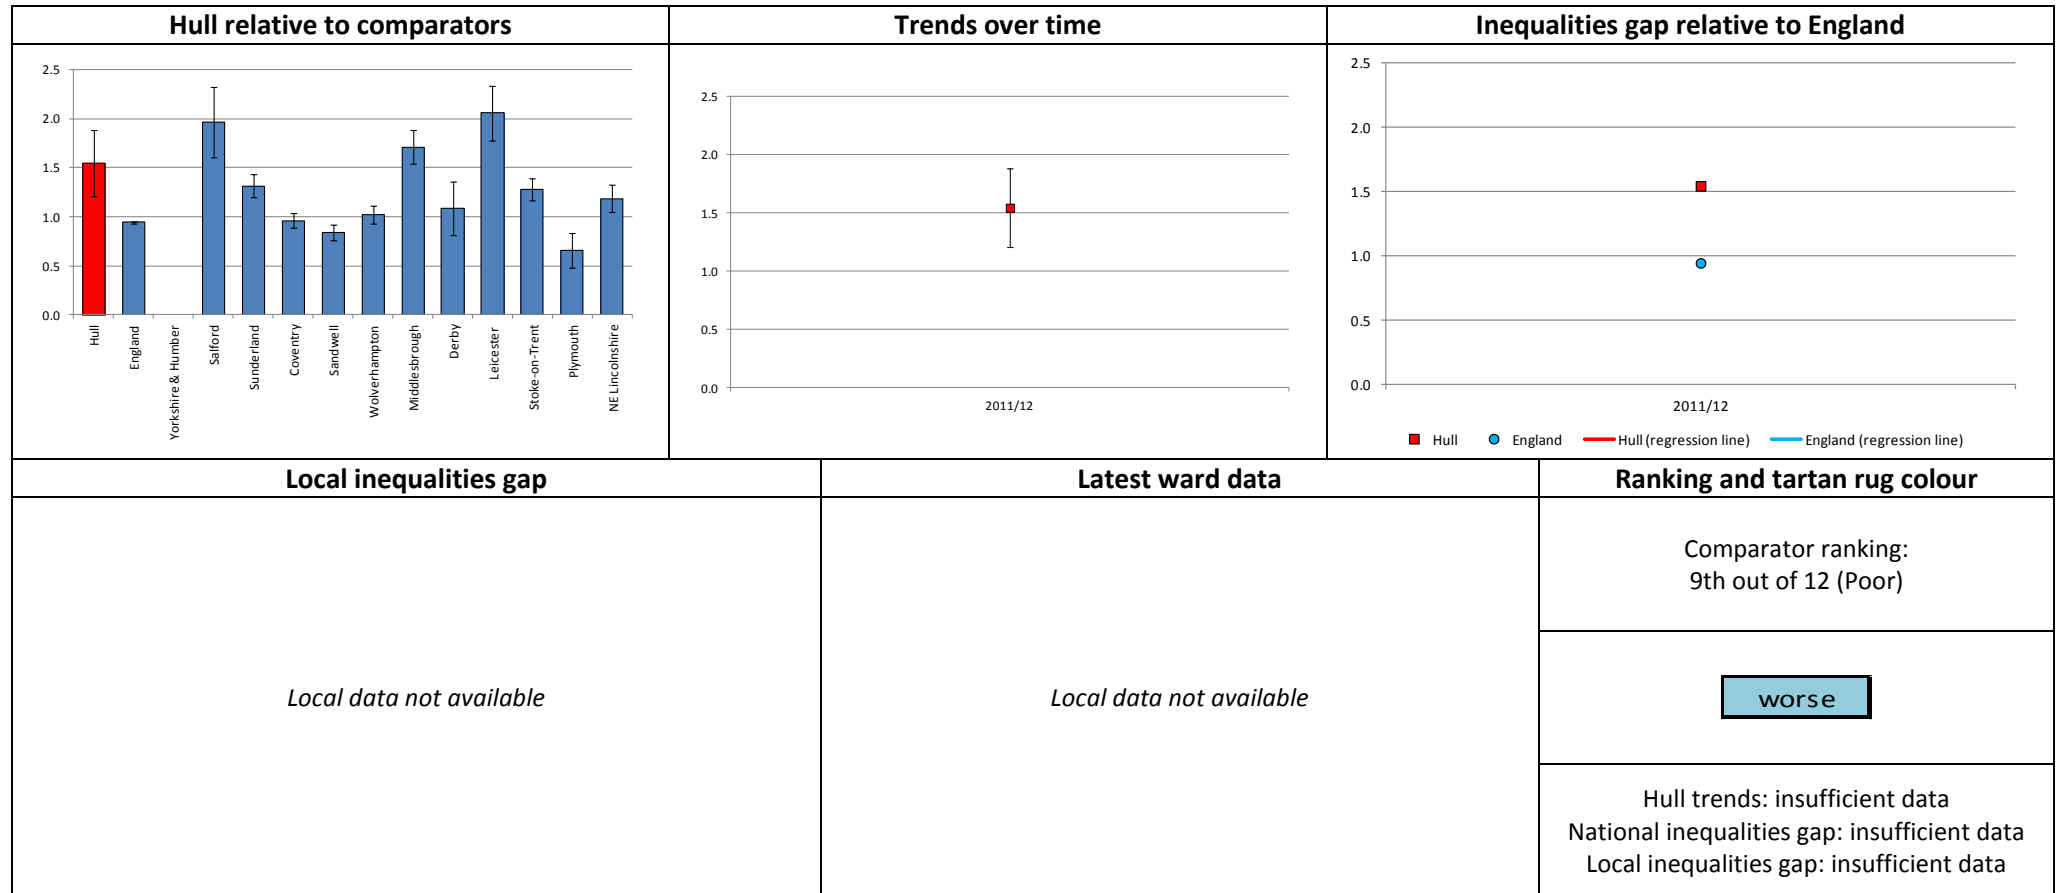 Hull relative to comparators
Trends over time
Inequalities gap relative to England
2.5
2.0
1.5
1.0
0.5
0.0
Hull
England
Yorkshire & Humber
Salford
Sunderland
Coventry
Sandwell
Wolverhampton
Middlesbrough
Derby
Leicester
Stoke-on-Trent
Plymouth
NE Lincolnshire
2.5
2.0
1.5
1.0
0.5
0.0
2011/12
2.5
2.0
1.5
1.0
0.5
0.0
2011/12
Hull England Hull (regression line) England (regression line)
Local inequalities gap
Latest ward data
Ranking and tartan rug colour
Local data not available
Local data not available
Comparator ranking:
9th out of 12 (Poor)
worse
Hull trends: insufficient data
National inequalities gap: insufficient data
Local inequalities gap: insufficient data